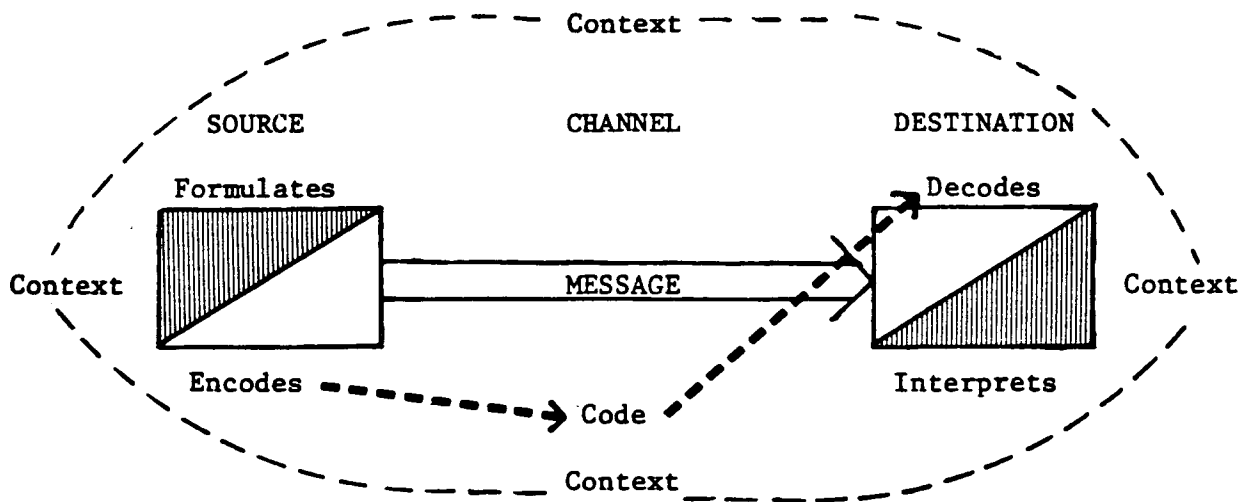 Context
SOURCE CHANNEL DESTINATION
Formulates Decodes
Context MESSAGE Context
Encodes Interprets
Code
Context